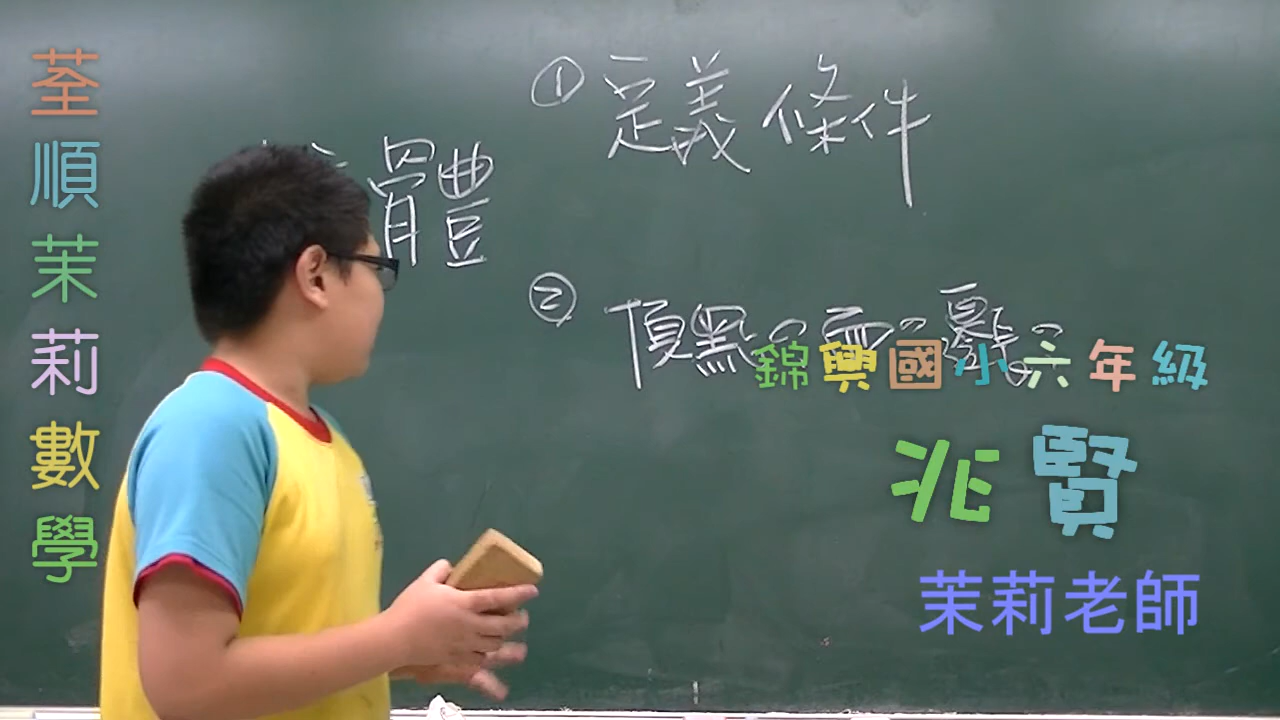 荃順茉莉數學
①定義條件
體
②頂點、面、邊、
錦興國小六年級
兆賢
茉莉老師